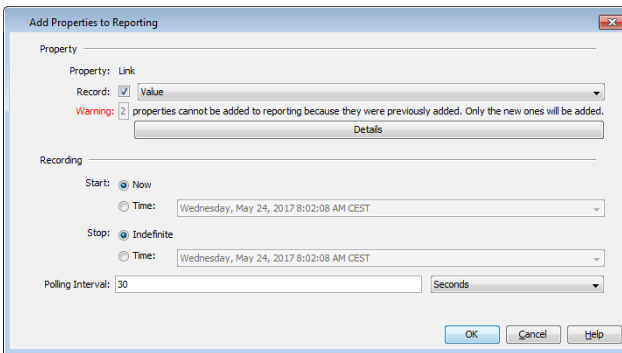 Add Properties to Reporting
Property
Property: Link
Record: Value
Warning: 2 properties cannot be added to reporting because they were previously added. Only the new ones will be added.
Details
Recording
Start: Now
Time: Wednesday, May 24, 2017 8:02:08 AM CEST
Stop: Indefinite
Time: Wednesday, May 24, 2017 8:02:08 AM CEST
Polling Interval: 30 Seconds
OK Cancel Help